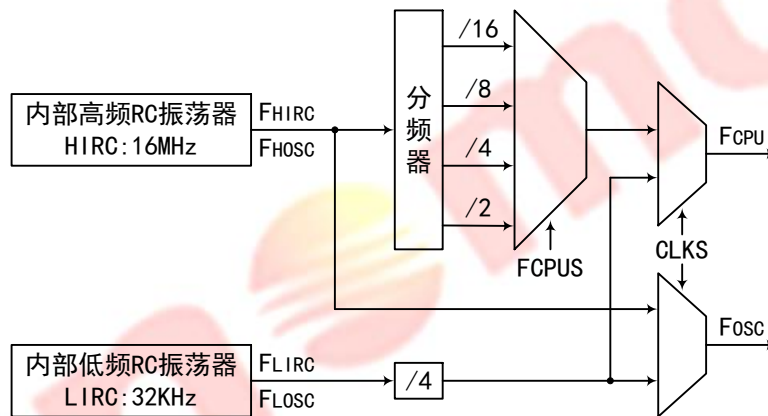 内部高频RC振荡器
HIRC:16MHz
FHIRC
FHOSC
分频器
/16
/8
/4
/2
FCPUS
FCPU
CLKS
FOSC
内部低频RC振荡器
LIRC:32KHz
FLIRC
FLOSC
/4